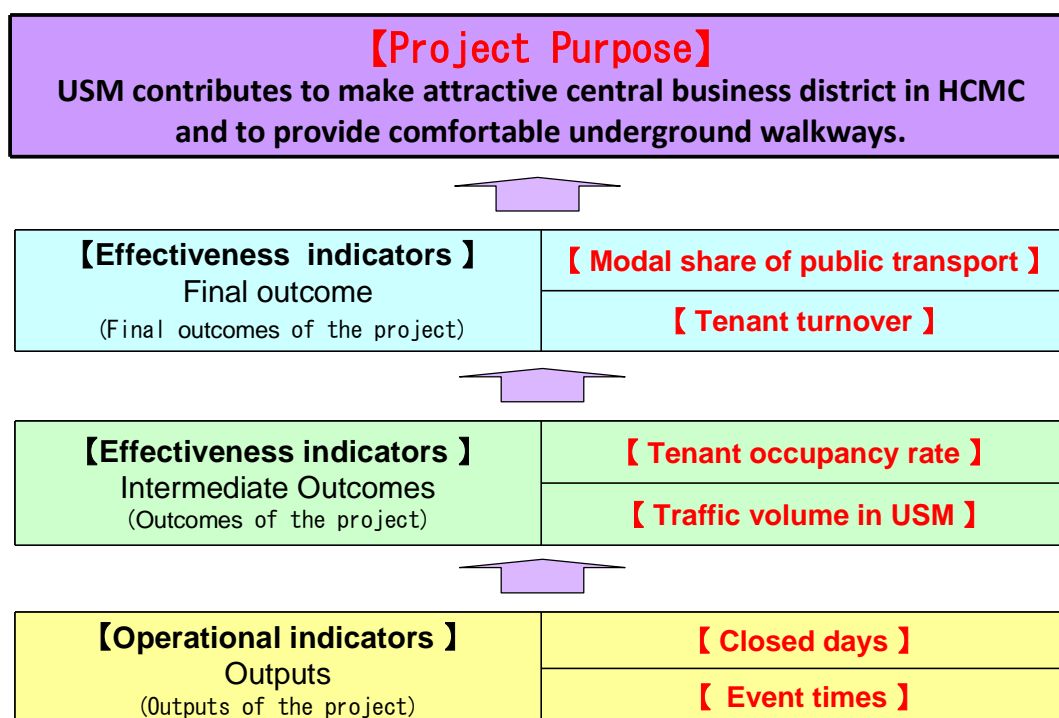 【Project Purpose】
USM contributes to make attractive central business district in HCMC
and to provide comfortable underground walkways.
【Effectiveness indicators 】
Final outcome
(Final outcomes of the project)
【 Modal share of public transport 】
【 Tenant turnover 】
【Effectiveness indicators 】
Intermediate Outcomes
(Outcomes of the project)
【 Tenant occupancy rate 】
【 Traffic volume in USM 】
【Operational indicators 】
Outputs
(Outputs of the project)
【 Closed days 】
【 Event times 】